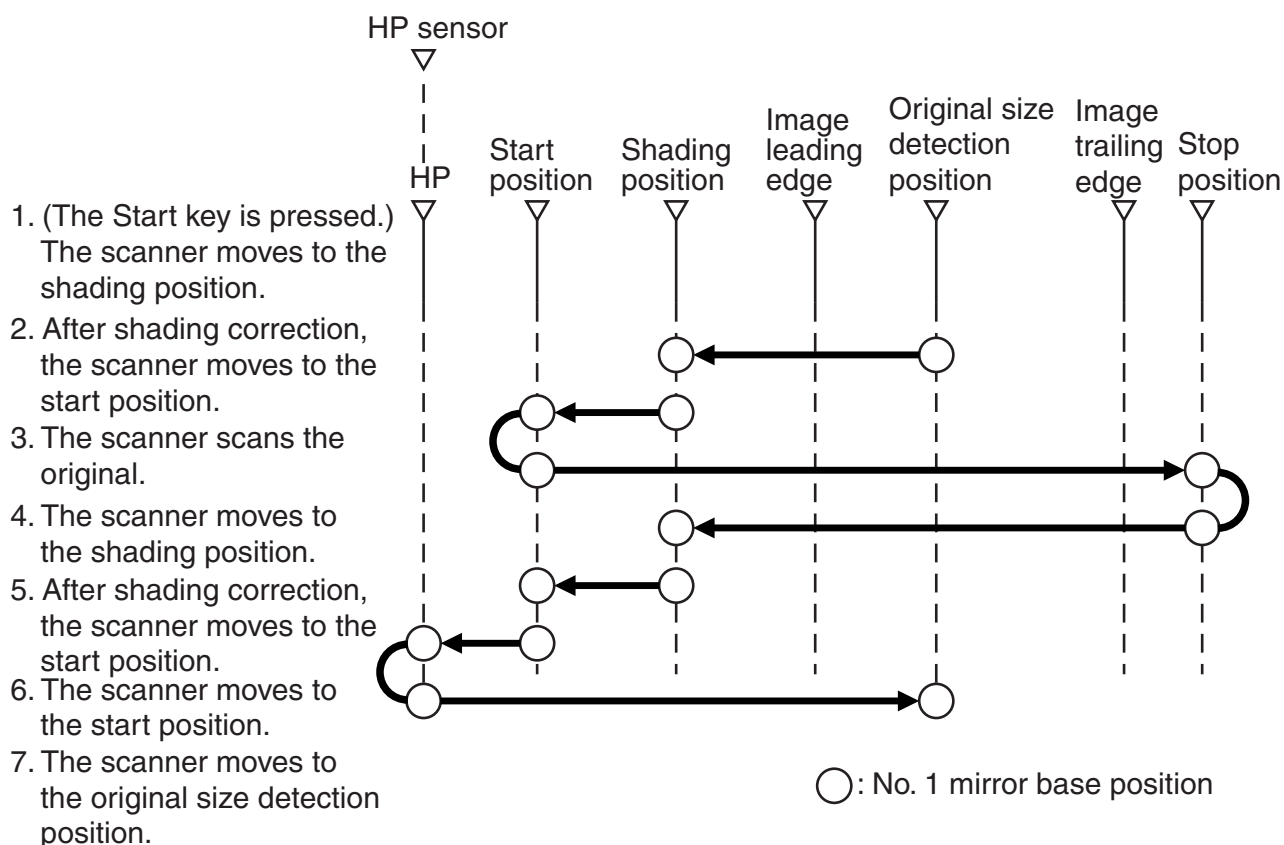 HP sensor
HP
Start
position
Shading
position
Image
leading
edge
Original size
detection
position
Image
trailing
edge
Stop
position
1. (The Start key is pressed.)
The scanner moves to the
shading position.
2. After shading correction,
the scanner moves to the
start position.
3. The scanner scans the
original.
4. The scanner moves to
the shading position.
5. After shading correction,
the scanner moves to the
start position.
6. The scanner moves to
the start position.
7. The scanner moves to
the original size detection
position.
: No. 1 mirror base position